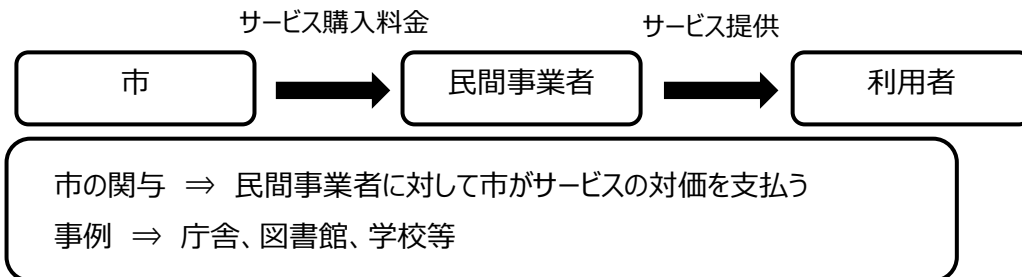 サービス購入料金 サービス提供
市 民間事業者 利用者
市の関与 ⇒ 民間事業者に対して市がサービスの対価を支払う
事例 ⇒ 庁舎、図書館、学校等